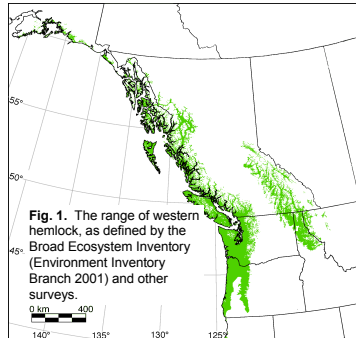 55°
50°
45°
Fig. 1. The range of western
hemlock, as defined by the
Broad Ecosystem Inventory
(Environment Inventory
Branch 2001) and other
surveys.
0 km 400
140° 135° 130° 125°